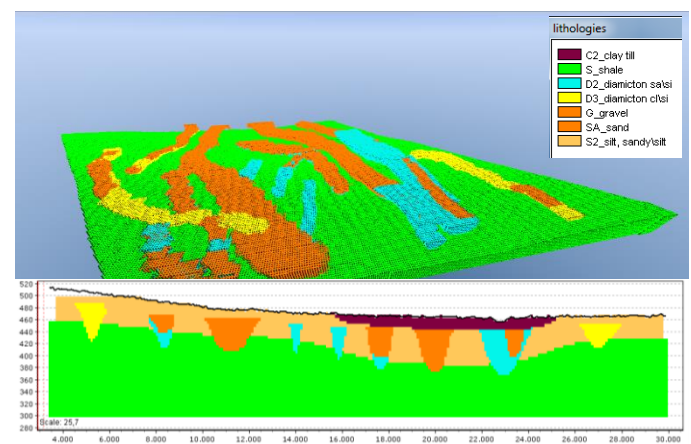 lithologies
C2_clay till
S_shale
D2_diamicton sa\si
D3_diamicton cl\si
G_gravel
SA_sand
S2_silt, sandy\silt
520
500
480
460
440
420
400
380
360
340
320
300
280
Scale: 25,7
4.000 6.000 8.000 10.000 12.000 14.000 16.000 18.000 20.000 22.000 24.000 26.000 28.000 30.000